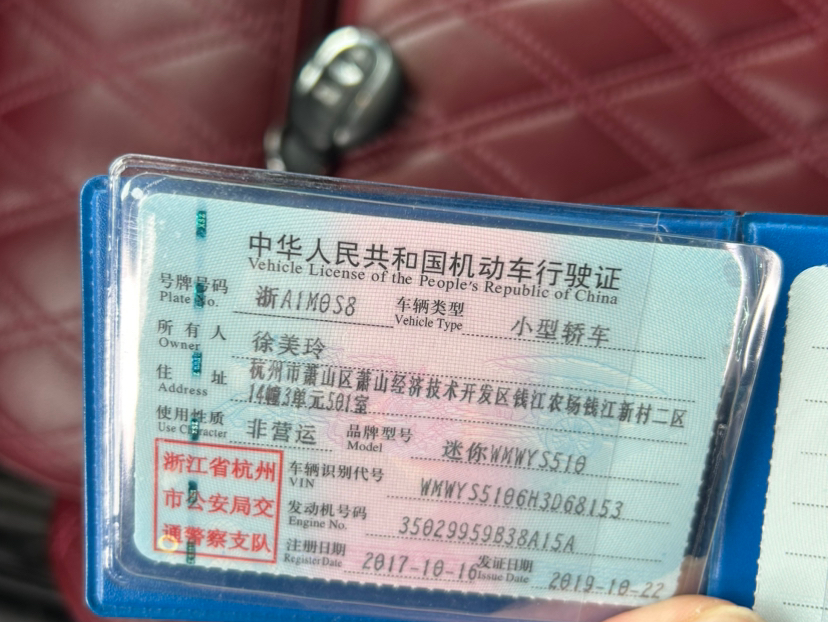 中华人民共和国机动车行驶证
Vehicle License of the People's Republic of China
号牌号码 浙A1M0S8 车辆类型 小型轿车
Plate No. Vehicle Type
所有人 徐美玲
Owner
住址 杭州市萧山区萧山经济技术开发区钱江农场钱江新村二区
Address 14幢3单元501室
使用性质 非营运 品牌型号 迷你WMWYS510
Use Character Model
浙江省杭州
市公安局交
通警察支队
车辆识别代号 WMWYS5106H3D68153
VIN
发动机号码 35029959B38A15A
Engine No.
注册日期 2017-10-16 发证日期 2019-10-22
Register Date Issue Date